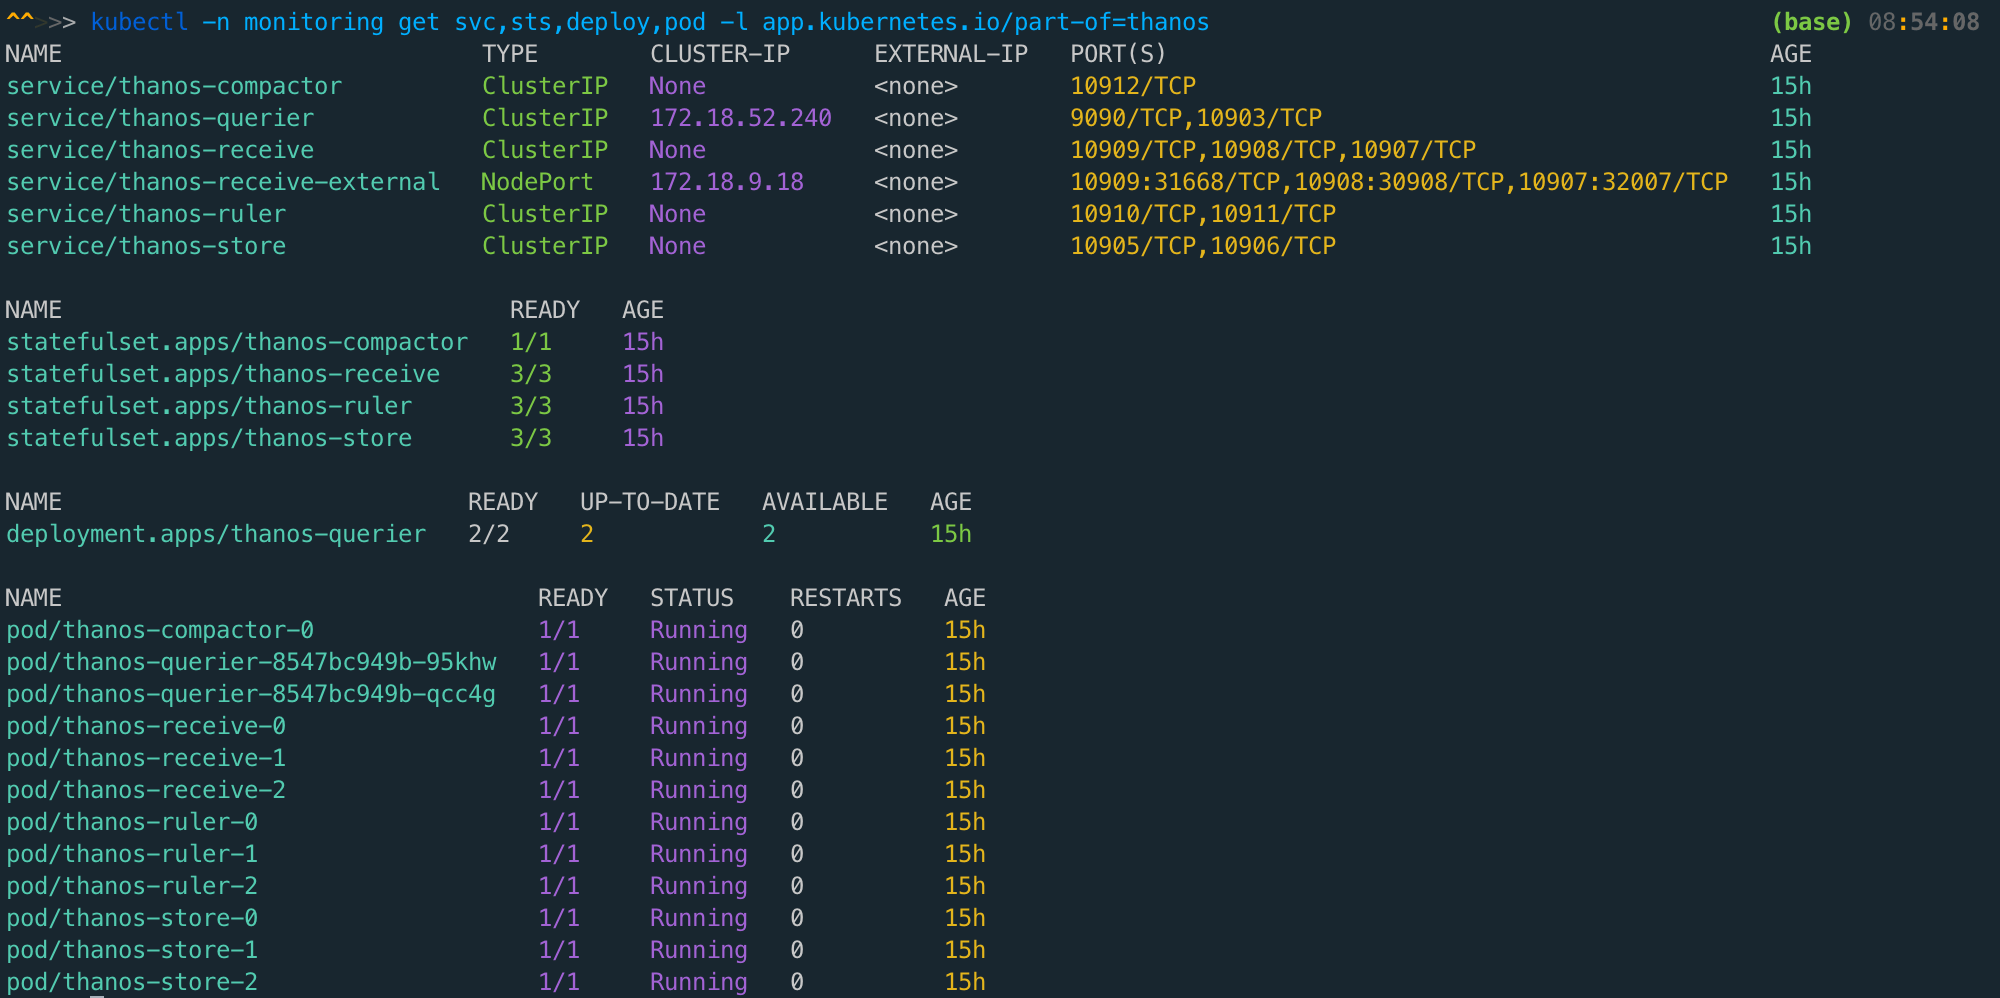 ^^>>>> kubectl -n monitoring get svc,sts,deploy,pod -l app.kubernetes.io/part-of=thanos (base) 08:54:08
NAME TYPE CLUSTER-IP EXTERNAL-IP PORT(S) AGE
service/thanos-compactor ClusterIP None <none> 10912/TCP 15h
service/thanos-querier ClusterIP 172.18.52.240 <none> 9090/TCP,10903/TCP 15h
service/thanos-receive ClusterIP None <none> 10909/TCP,10908/TCP,10907/TCP 15h
service/thanos-receive-external NodePort 172.18.9.18 <none> 10909:31668/TCP,10908:30908/TCP,10907:32007/TCP 15h
service/thanos-ruler ClusterIP None <none> 10910/TCP,10911/TCP 15h
service/thanos-store ClusterIP None <none> 10905/TCP,10906/TCP 15h
NAME READY AGE
statefulset.apps/thanos-compactor 1/1 15h
statefulset.apps/thanos-receive 3/3 15h
statefulset.apps/thanos-ruler 3/3 15h
statefulset.apps/thanos-store 3/3 15h
NAME READY UP-TO-DATE AVAILABLE AGE
deployment.apps/thanos-querier 2/2 2 2 15h
NAME READY STATUS RESTARTS AGE
pod/thanos-compactor-0 1/1 Running 0 15h
pod/thanos-querier-8547bc949b-95khw 1/1 Running 0 15h
pod/thanos-querier-8547bc949b-qcc4g 1/1 Running 0 15h
pod/thanos-receive-0 1/1 Running 0 15h
pod/thanos-receive-1 1/1 Running 0 15h
pod/thanos-receive-2 1/1 Running 0 15h
pod/thanos-ruler-0 1/1 Running 0 15h
pod/thanos-ruler-1 1/1 Running 0 15h
pod/thanos-ruler-2 1/1 Running 0 15h
pod/thanos-store-0 1/1 Running 0 15h
pod/thanos-store-1 1/1 Running 0 15h
pod/thanos-store-2 1/1 Running 0 15h